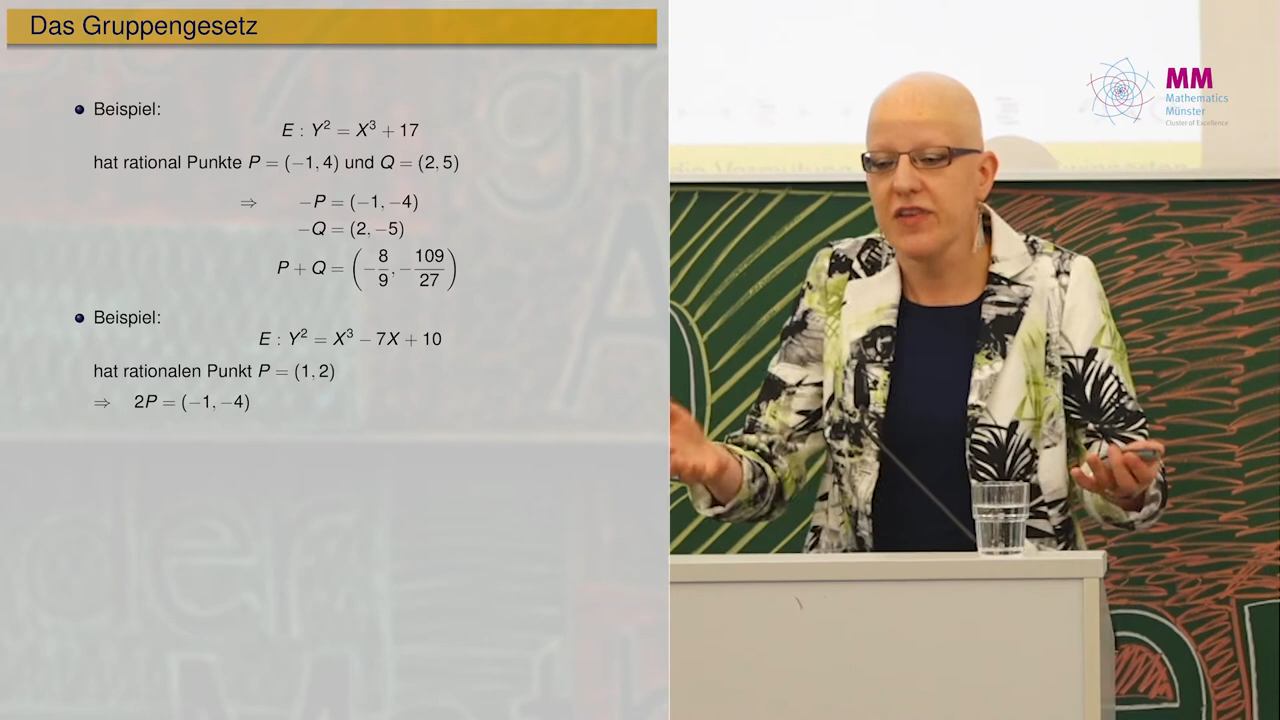 Das Gruppengesetz
Beispiel:
E : Y² = X³ + 17
hat rational Punkte P = (−1, 4) und Q = (2, 5)
⇒ −P = (−1, −4)
−Q = (2, −5)
P + Q = (−8/9, −109/27)
Beispiel:
E : Y² = X³ − 7X + 10
hat rationalen Punkt P = (1, 2)
⇒ 2P = (−1, −4)
MM
Mathematics
Münster
Cluster of Excellence